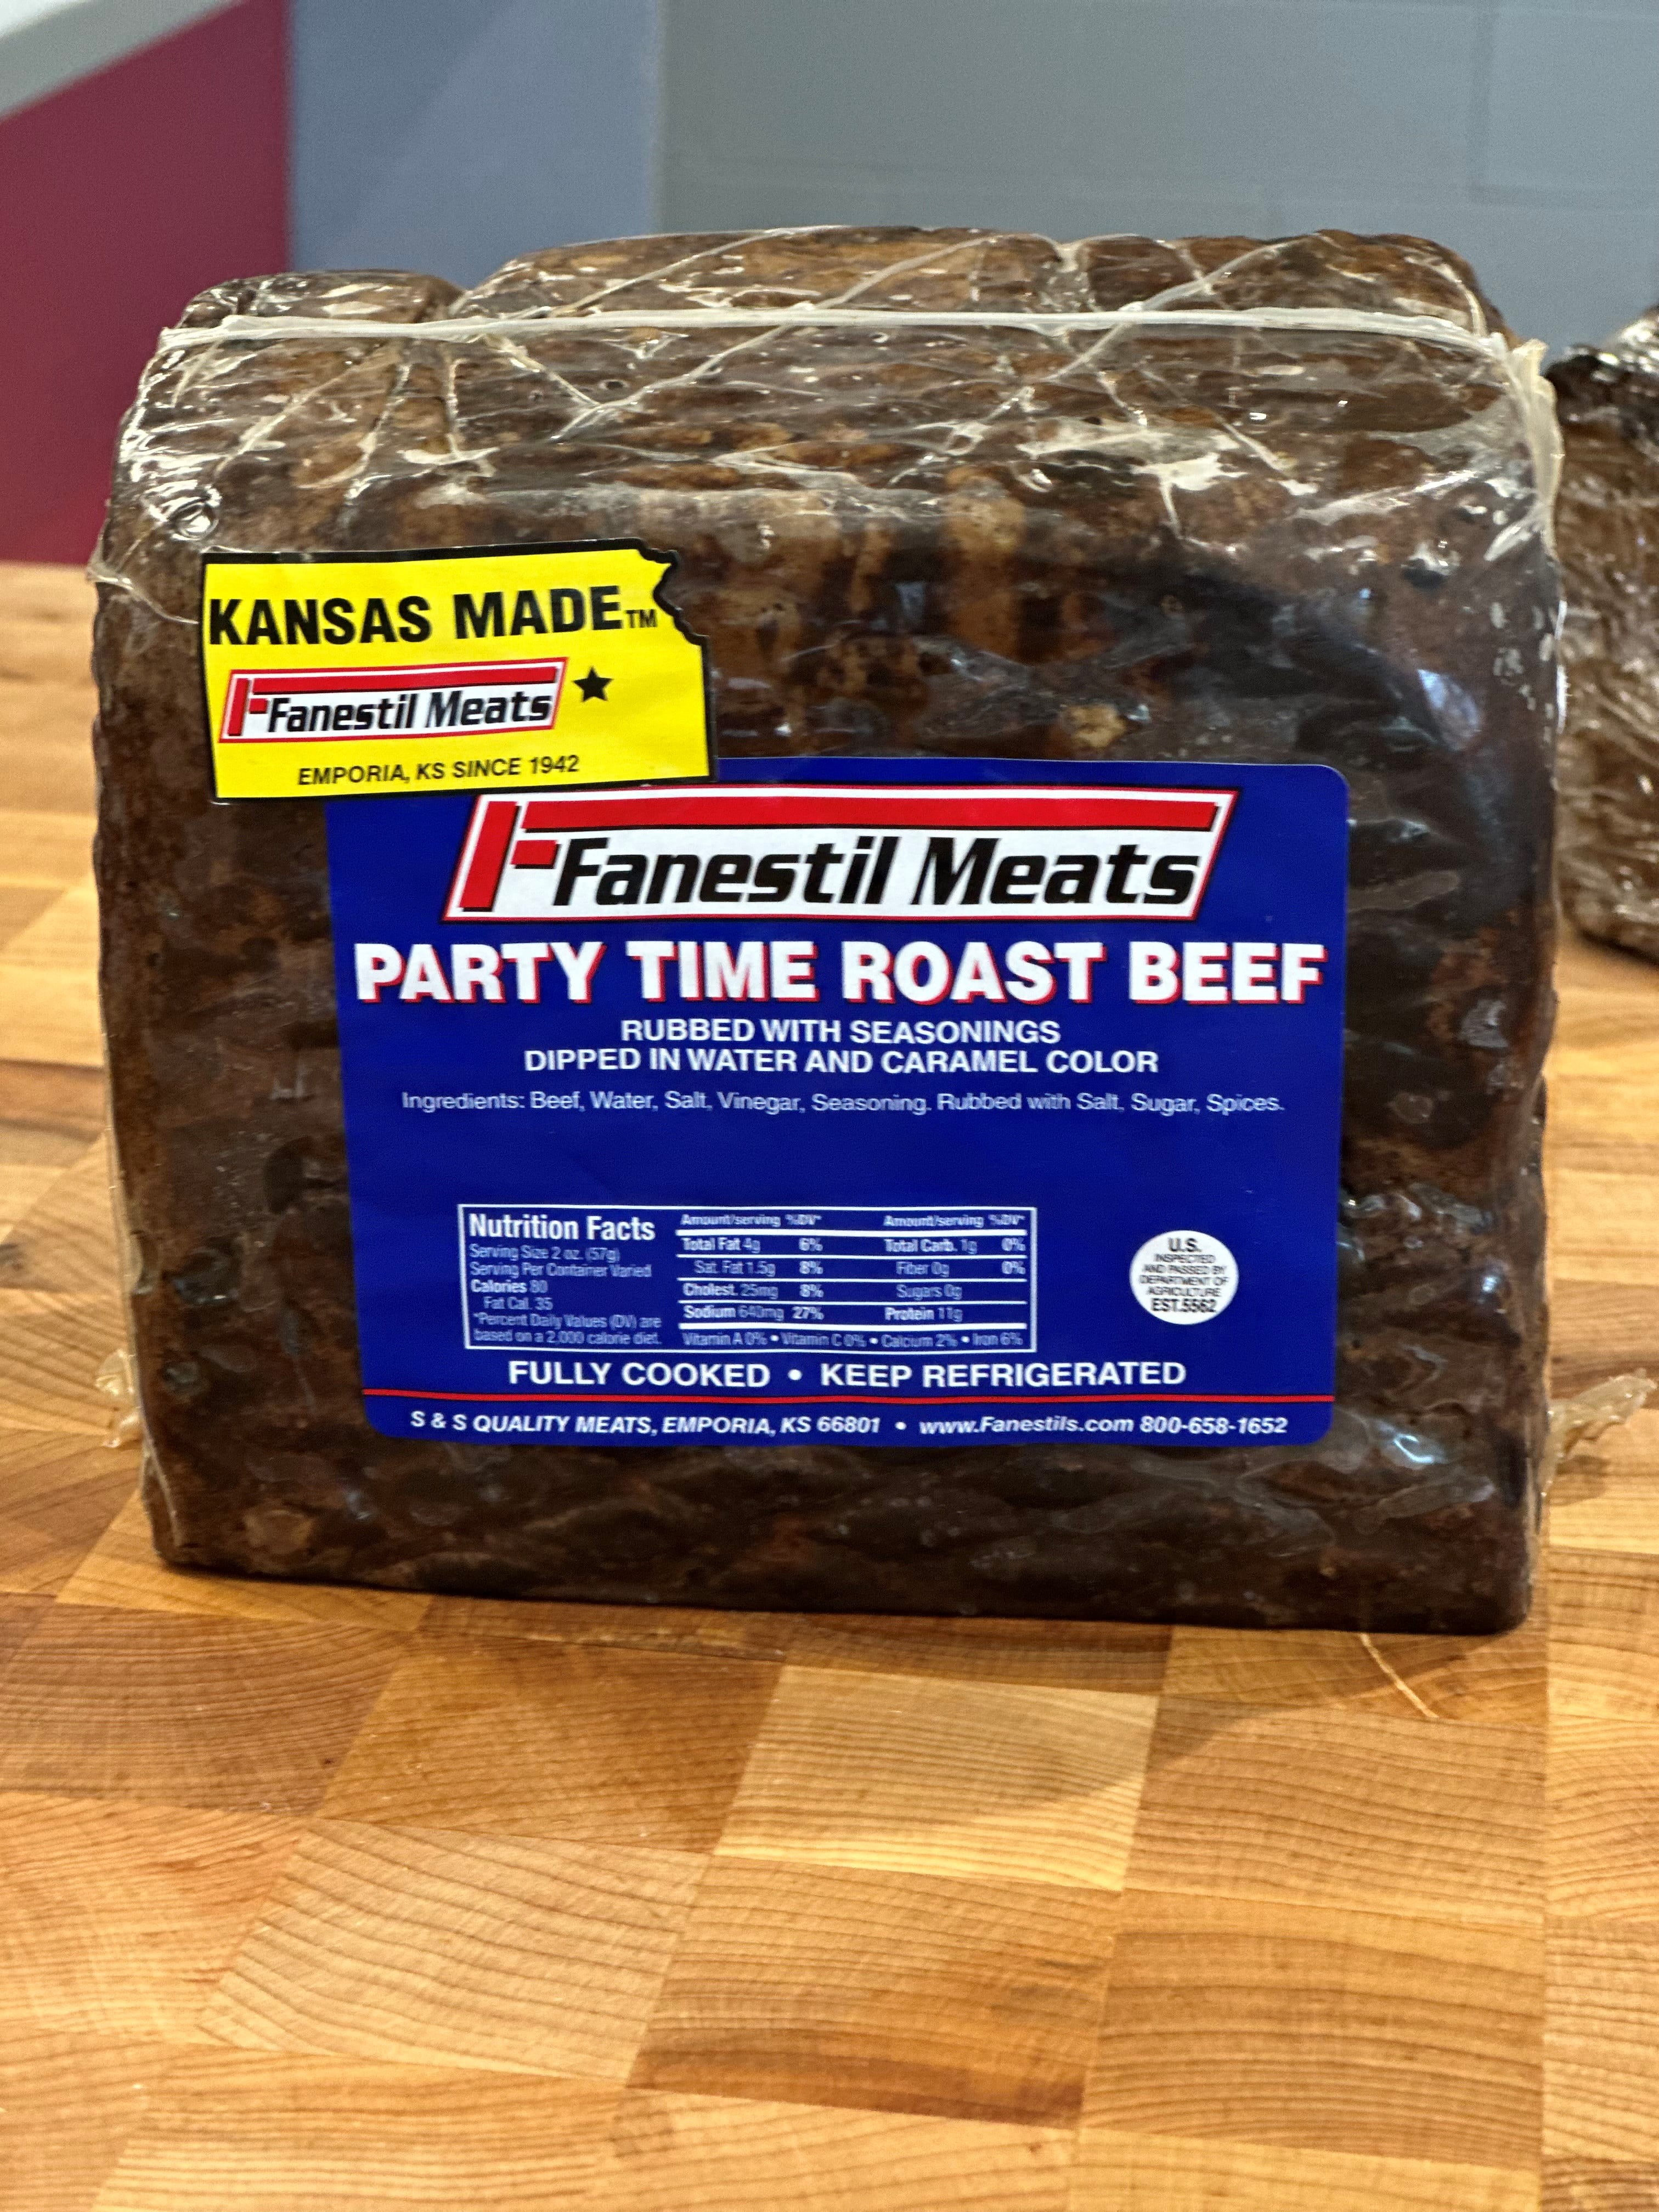 KANSAS MADE™
Fanestil Meats
EMPORIA, KS SINCE 1942
Fanestil Meats
PARTY TIME ROAST BEEF
RUBBED WITH SEASONINGS
DIPPED IN WATER AND CARAMEL COLOR
Ingredients: Beef, Water, Salt, Vinegar, Seasoning. Rubbed with Salt, Sugar, Spices.
Nutrition Facts
Serving Size 2 oz. (57g)
Serving Per Container Varied
Calories 80
Fat Cal. 35
*Percent Daily Values (DV) are
based on a 2,000 calorie diet.
Amount/serving %DV*
Total Fat 4g 6%
Sat. Fat 1.5g 8%
Cholest. 25mg 8%
Sodium 640mg 27%
Amount/serving %DV*
Total Carb. 1g 0%
Fiber 0g 0%
Sugars 0g
Protein 11g
Vitamin A 0% • Vitamin C 0% • Calcium 2% • Iron 6%
U.S.
INSPECTED
AND PASSED BY
DEPARTMENT OF
AGRICULTURE
EST.5562
FULLY COOKED • KEEP REFRIGERATED
S & S QUALITY MEATS, EMPORIA, KS 66801 • www.Fanestils.com 800-658-1652